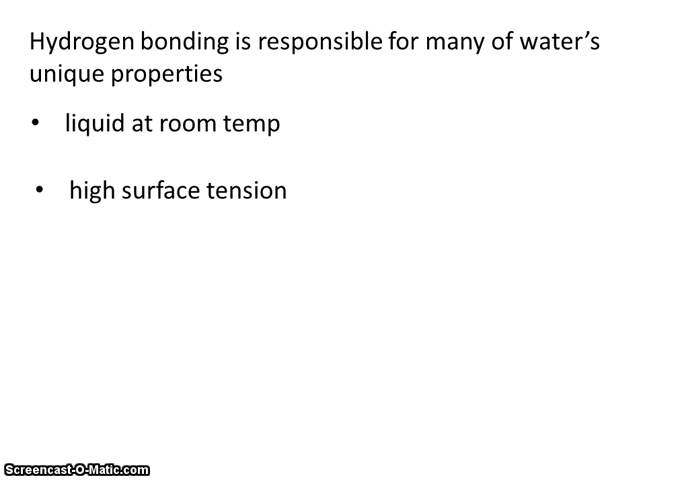 Hydrogen bonding is responsible for many of water’s
unique properties
• liquid at room temp
• high surface tension
Screencast-O-Matic.com